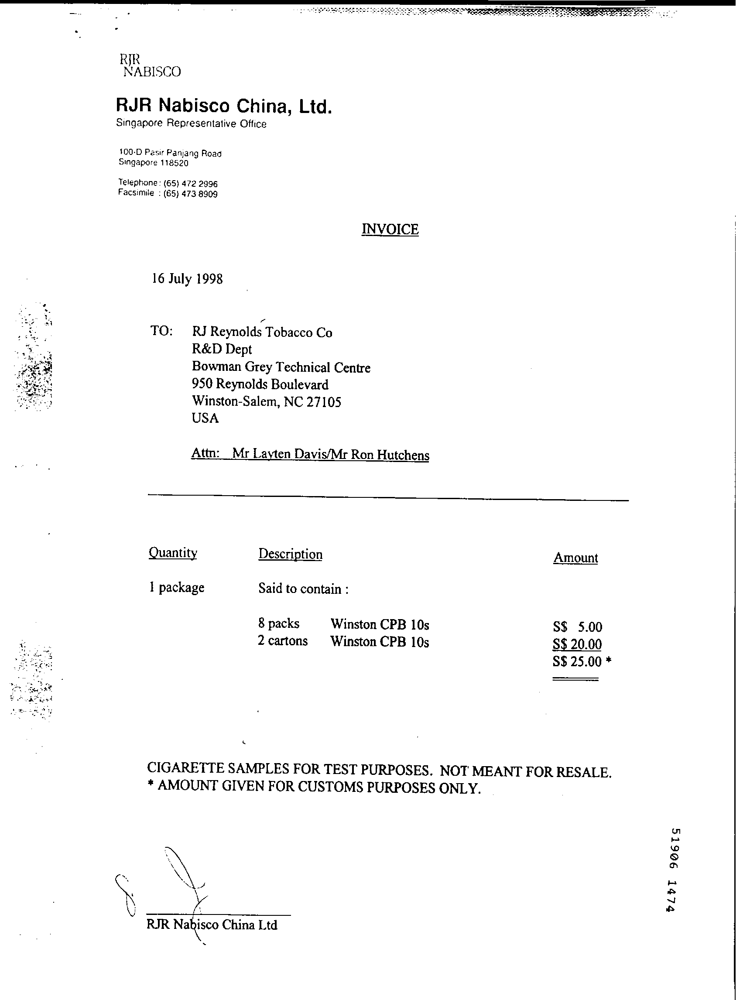 RJR
NABISCO
RJR Nabisco China, Ltd.
Singapore Representative Office
100-D Pasir Panjang Road
Singapore 118520
Telephone: (65) 472 2996
Facsimile : (65) 473 8909
INVOICE
16 July 1998
TO: RJ Reynolds Tobacco Co
R&D Dept
Bowman Grey Technical Centre
950 Reynolds Boulevard
Winston-Salem, NC 27105
USA
Attn: Mr Layten Davis/Mr Ron Hutchens
Quantity Description Amount
1 package Said to contain :
8 packs Winston CPB 10s S$ 5.00
2 cartons Winston CPB 10s S$ 20.00
S$ 25.00 *
CIGARETTE SAMPLES FOR TEST PURPOSES. NOT MEANT FOR RESALE.
* AMOUNT GIVEN FOR CUSTOMS PURPOSES ONLY.
RJR Nabisco China Ltd
51906 1474